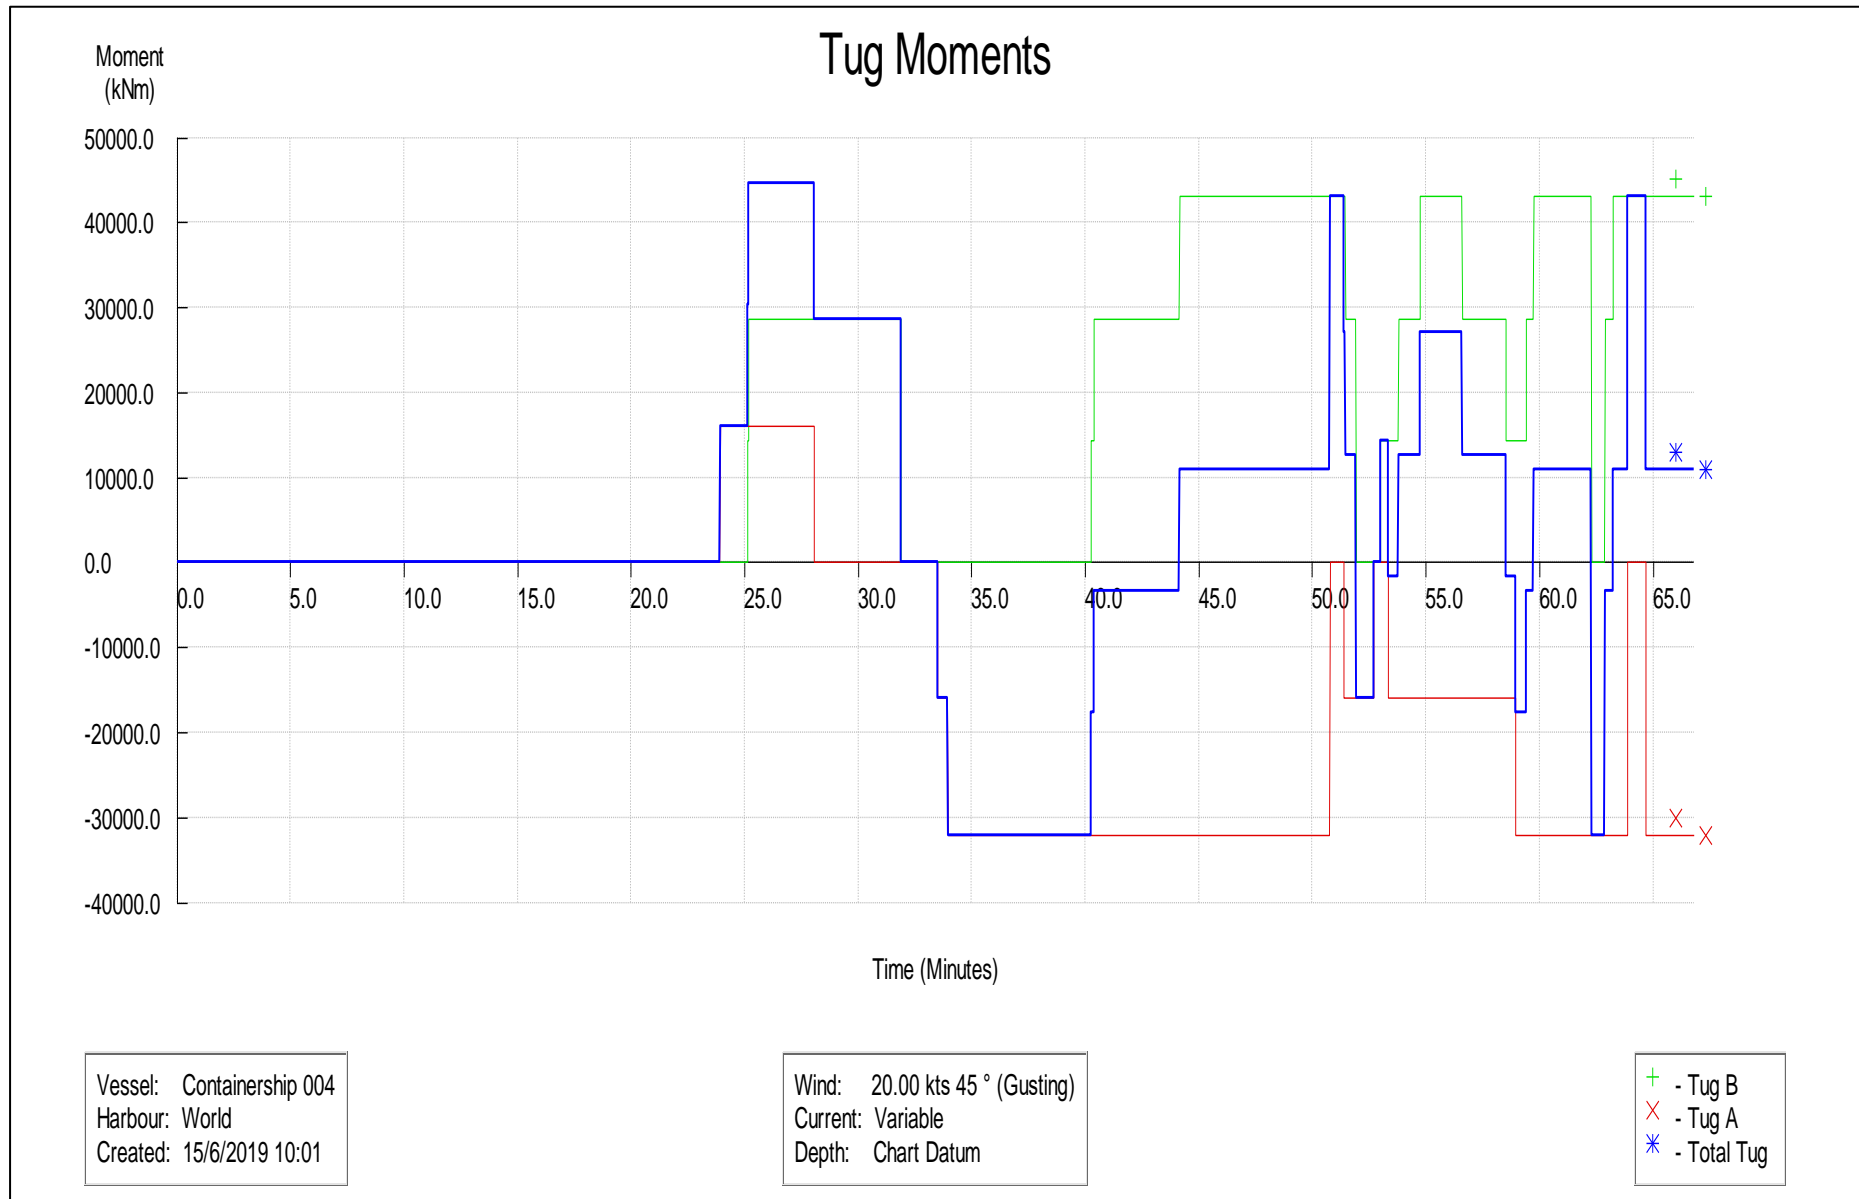 Tug Moments
Moment
(kNm)
50000.0
40000.0
30000.0
20000.0
10000.0
0.0
-10000.0
-20000.0
-30000.0
-40000.0
0.0 5.0 10.0 15.0 20.0 25.0 30.0 35.0 40.0 45.0 50.0 55.0 60.0 65.0
Time (Minutes)
Vessel: Containership 004
Harbour: World
Created: 15/6/2019 10:01
Wind: 20.00 kts 45 ° (Gusting)
Current: Variable
Depth: Chart Datum
- Tug B
- Tug A
- Total Tug